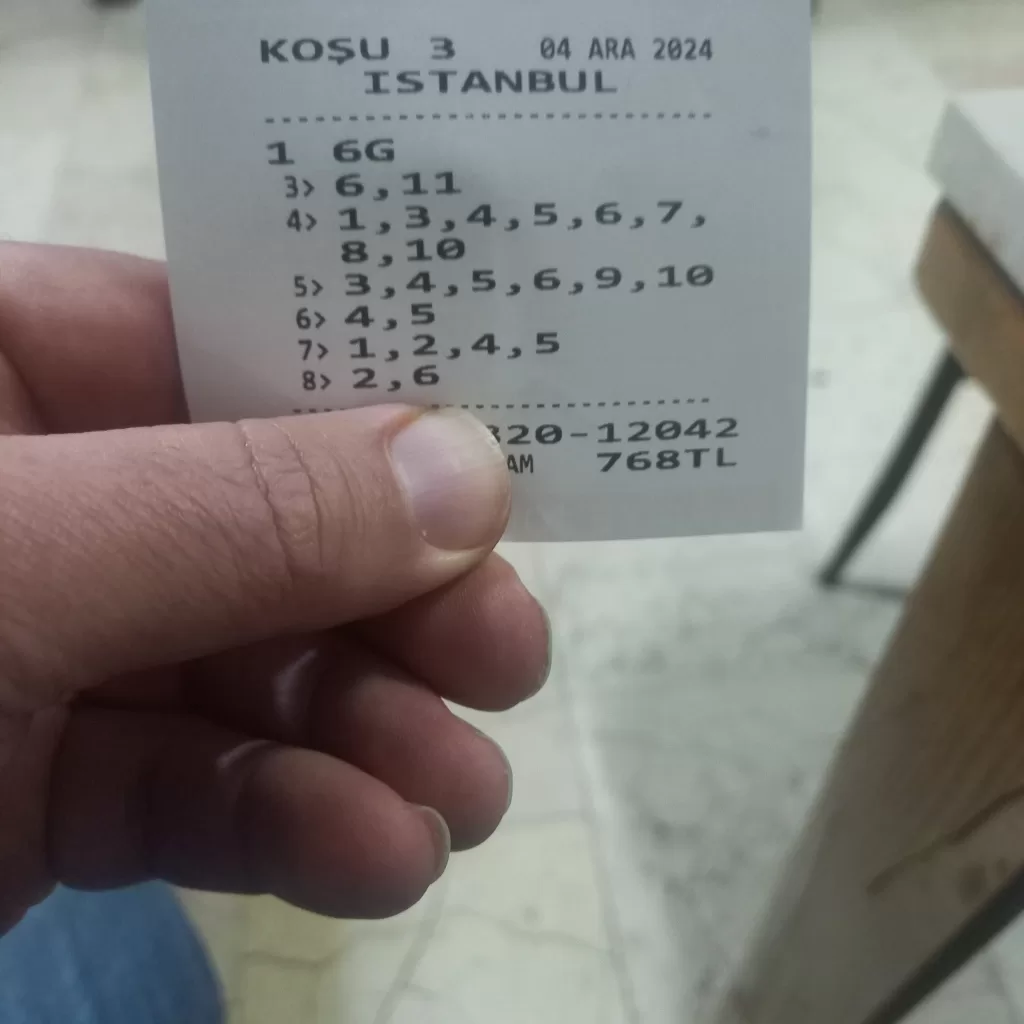 KOŞU 3 04 ARA 2024
ISTANBUL
1 6G
3> 6,11
4> 1,3,4,5,6,7,
8,10
5> 3,4,5,6,9,10
6> 4,5
7> 1,2,4,5
8> 2,6
20-12042
AM 768TL